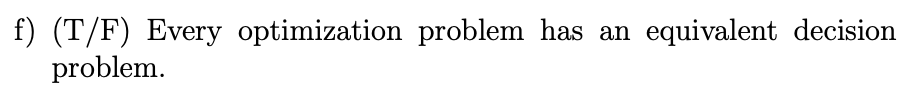 f) (T/F) Every optimization problem has an equivalent decision
problem.